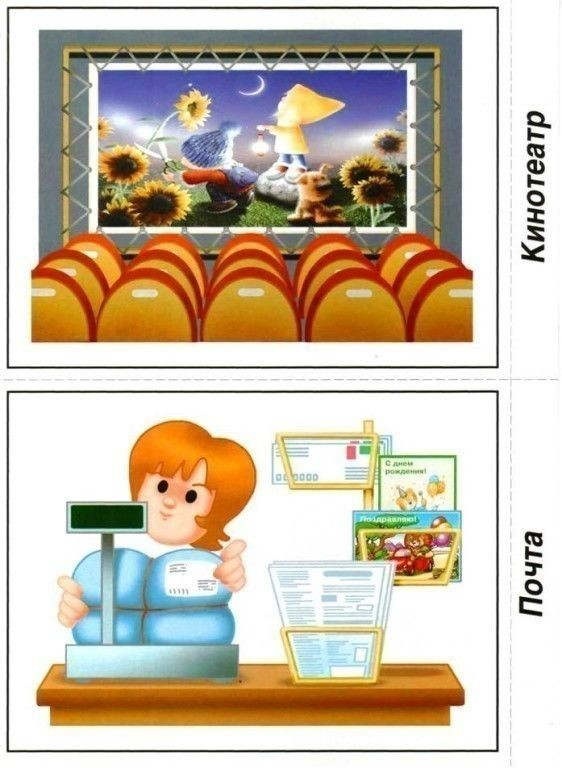 Кинотеатр
С днем
рождения!
Поздравляю!
Почта